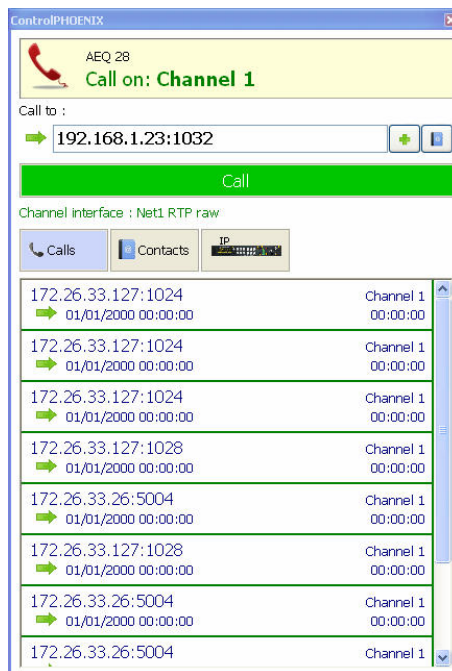 ControlPHOENIX
AEQ 28
Call on: Channel 1
Call to :
192.168.1.23:1032
Call
Channel interface : Net1 RTP raw
Calls
Contacts
IP
172.26.33.127:1024 Channel 1
01/01/2000 00:00:00 00:00:00
172.26.33.127:1024 Channel 1
01/01/2000 00:00:00 00:00:00
172.26.33.127:1024 Channel 1
01/01/2000 00:00:00 00:00:00
172.26.33.127:1028 Channel 1
01/01/2000 00:00:00 00:00:00
172.26.33.26:5004 Channel 1
01/01/2000 00:00:00 00:00:00
172.26.33.127:1028 Channel 1
01/01/2000 00:00:00 00:00:00
172.26.33.26:5004 Channel 1
01/01/2000 00:00:00 00:00:00
172.26.33.26:5004 Channel 1